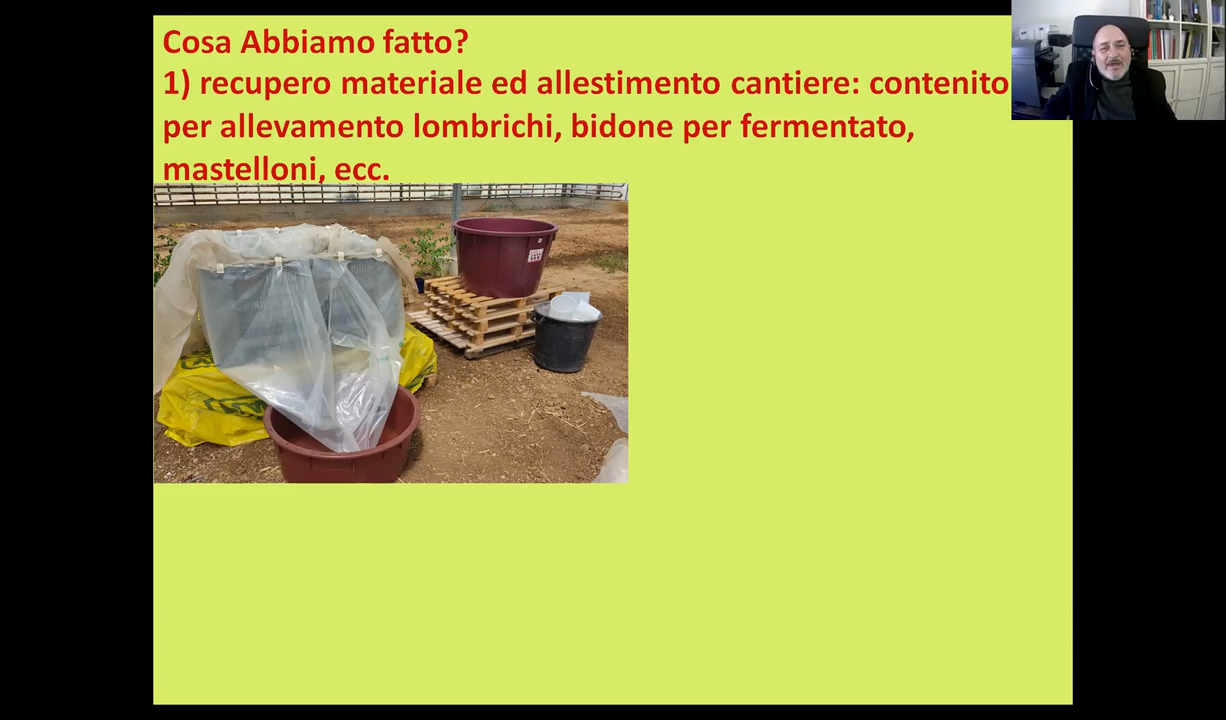 Cosa Abbiamo fatto?
1) recupero materiale ed allestimento cantiere: contenito
per allevamento lombrichi, bidone per fermentato,
mastelloni, ecc.